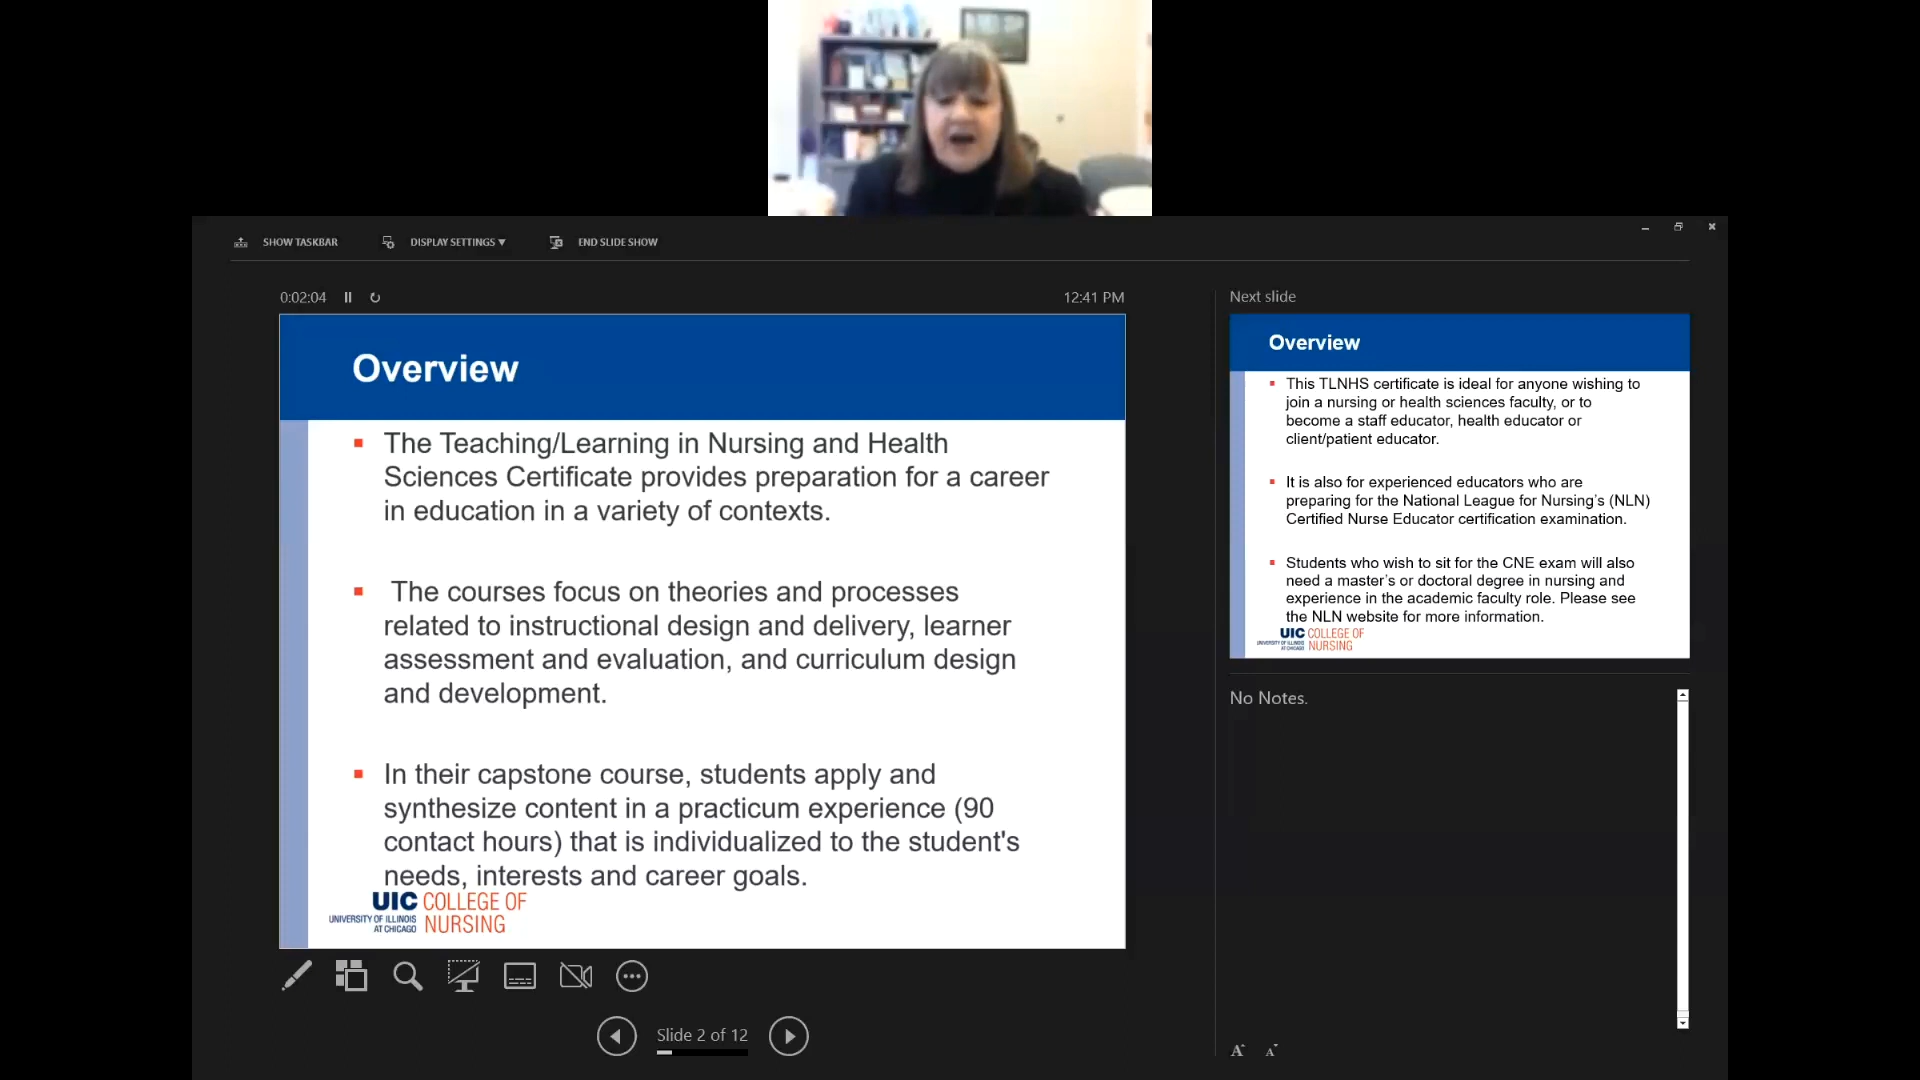 SHOW TASKBAR
DISPLAY SETTINGS ▾
END SLIDE SHOW
0:02:04
12:41 PM
Overview
▪ The Teaching/Learning in Nursing and Health
Sciences Certificate provides preparation for a career
in education in a variety of contexts.
▪ The courses focus on theories and processes
related to instructional design and delivery, learner
assessment and evaluation, and curriculum design
and development.
▪ In their capstone course, students apply and
synthesize content in a practicum experience (90
contact hours) that is individualized to the student's
needs, interests and career goals.
UIC COLLEGE OF
UNIVERSITY OF ILLINOIS
AT CHICAGO NURSING
Slide 2 of 12
Next slide
Overview
▪ This TLNHS certificate is ideal for anyone wishing to
join a nursing or health sciences faculty, or to
become a staff educator, health educator or
client/patient educator.
▪ It is also for experienced educators who are
preparing for the National League for Nursing's (NLN)
Certified Nurse Educator certification examination.
▪ Students who wish to sit for the CNE exam will also
need a master's or doctoral degree in nursing and
experience in the academic faculty role. Please see
the NLN website for more information.
UIC COLLEGE OF
UNIVERSITY OF ILLINOIS
AT CHICAGO NURSING
No Notes.
A A